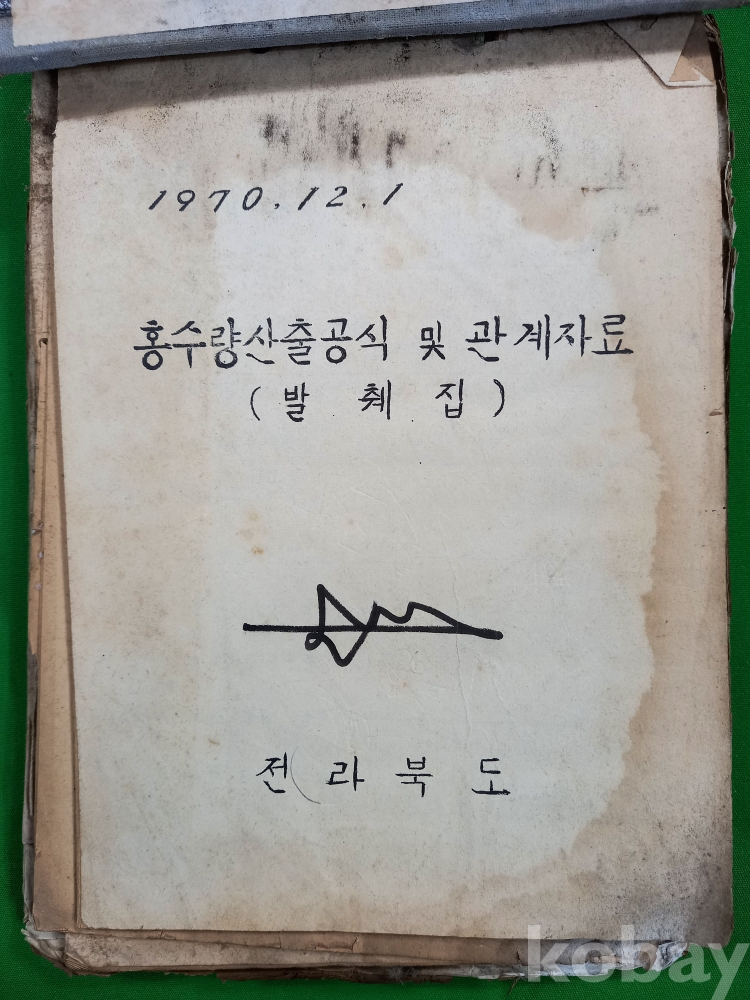 1970.12.1
홍수량산출공식 및 관계자료
(발췌집)
전라북도
kobay